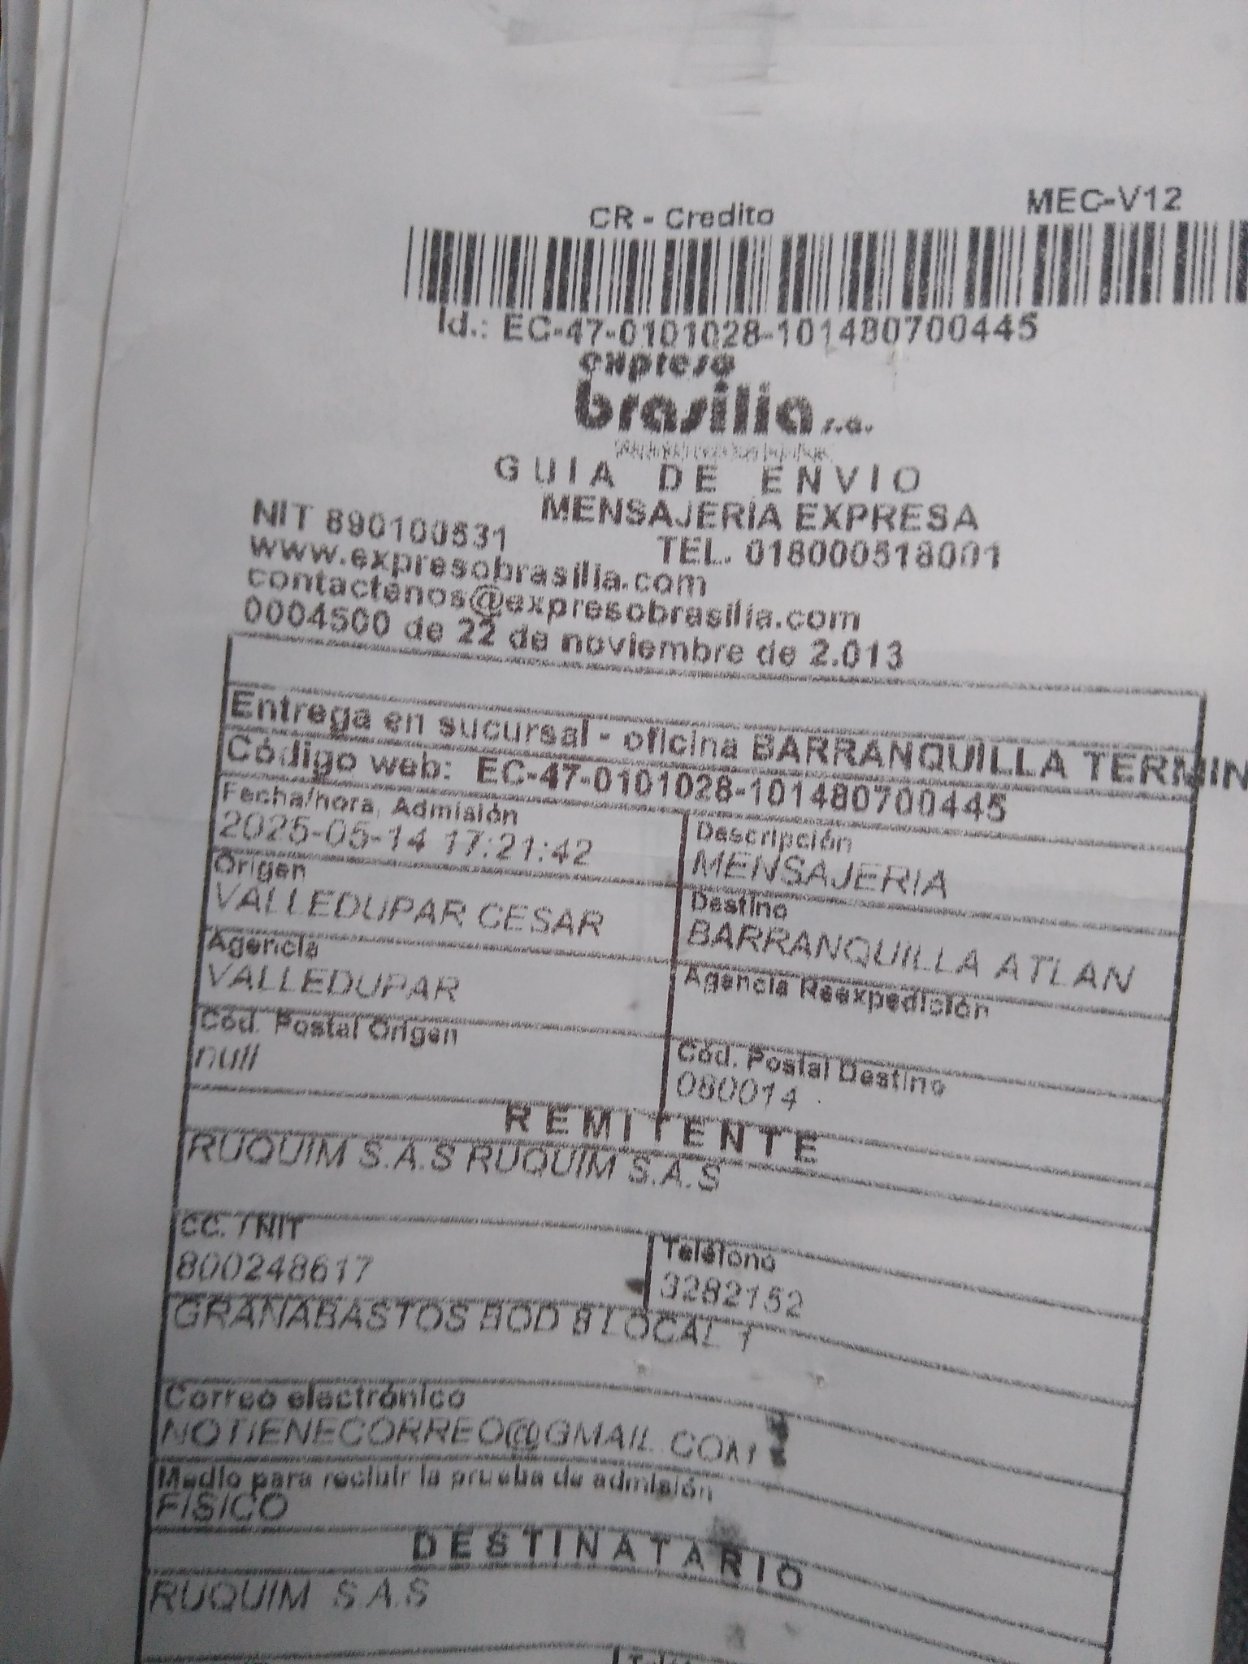 CR - Credito MEC-V12
Id.: EC-47-0101028-101480700445
expreso
brasilia s.a.
GUIA DE ENVIO
MENSAJERÍA EXPRESA
NIT 890100531 TEL. 018000518001
www.expresobrasilia.com
contactenos@expresobrasilia.com
0004500 de 22 de noviembre de 2.013
Entrega en sucursal - oficina BARRANQUILLA TERMIN
Código web: EC-47-0101028-101480700445
Fecha/hora, Admisión Descripción
2025-05-14 17:21:42 MENSAJERIA
Origen Destino
VALLEDUPAR CESAR BARRANQUILLA ATLAN
Agencia Agencia Reexpedición
VALLEDUPAR
Cód. Postal Origen Cód. Postal Destino
null 080014
REMITENTE
RUQUIM S.A.S RUQUIM S.A.S
CC. / NIT Teléfono
800248617 3282152
GRANABASTOS BOD 8 LOCAL 1
Correo electrónico
NOTIENECORREO@GMAIL.COM
Medio para recibir la prueba de admisión
FISICO
DESTINATARIO
RUQUIM S.A.S